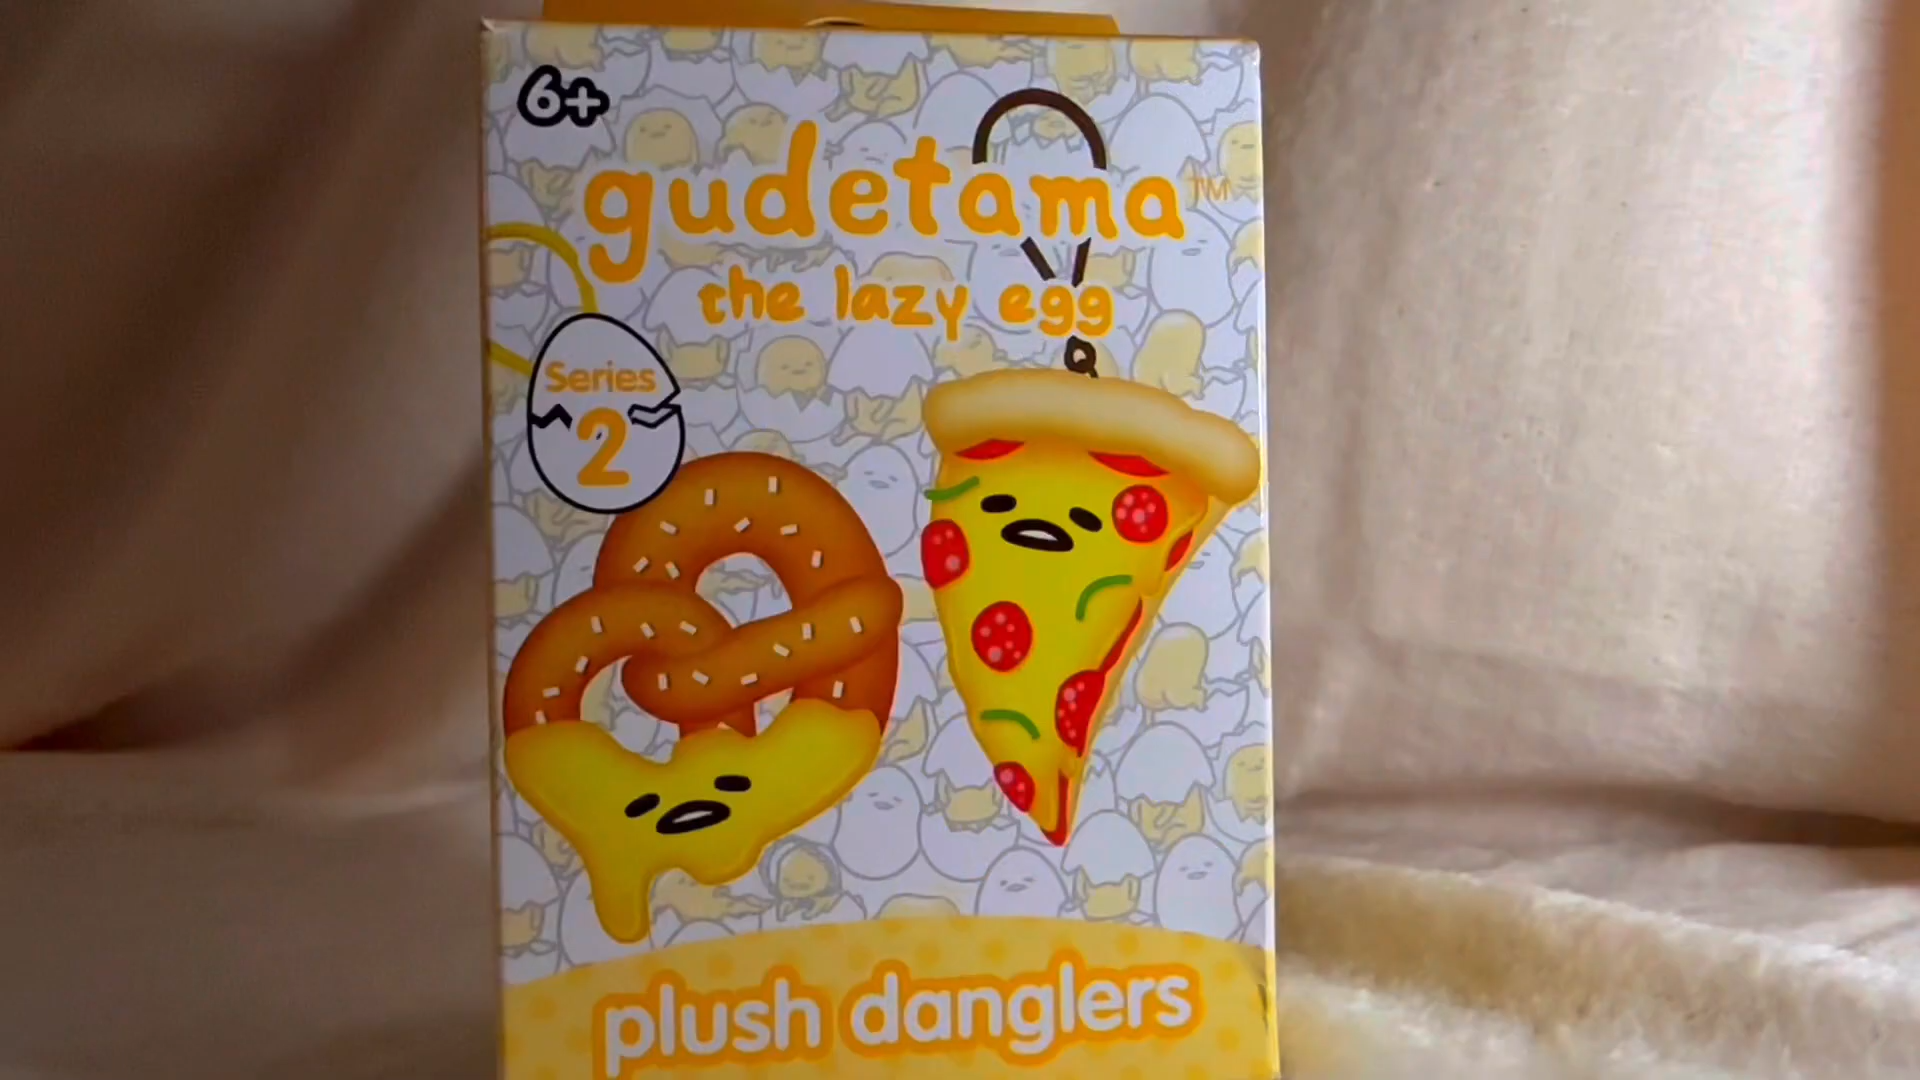 6+
gudetama™
the lazy egg
Series
2
plush danglers